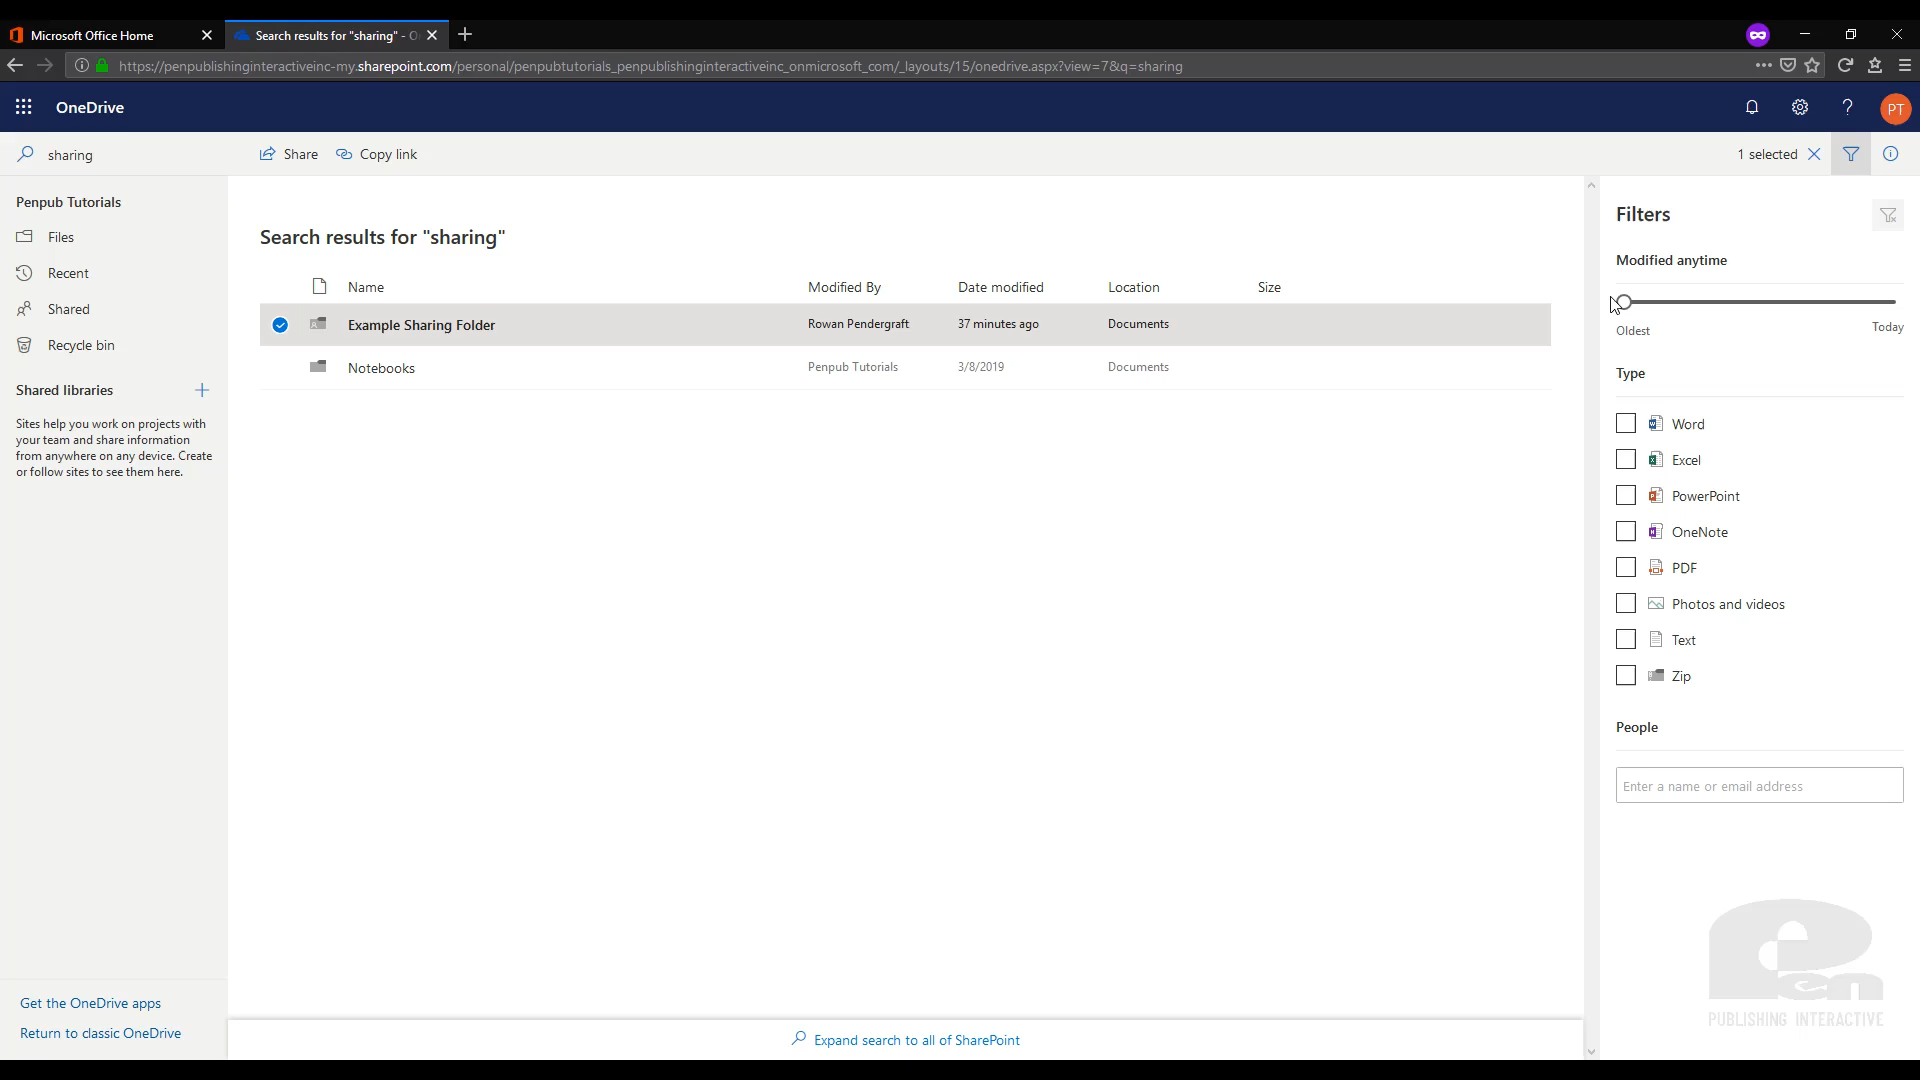 Microsoft Office Home
Search results for "sharing" - O
https://penpublishinginteractiveinc-my.sharepoint.com/personal/penpubtutorials_penpublishinginteractiveinc_onmicrosoft_com/_layouts/15/onedrive.aspx?view=7&q=sharing
OneDrive
PT
sharing
Share
Copy link
1 selected
Penpub Tutorials
Files
Recent
Shared
Recycle bin
Shared libraries
Sites help you work on projects with
your team and share information
from anywhere on any device. Create
or follow sites to see them here.
Get the OneDrive apps
Return to classic OneDrive
Search results for "sharing"
Name Modified By Date modified Location Size
Example Sharing Folder Rowan Pendergraft 37 minutes ago Documents
Notebooks Penpub Tutorials 3/8/2019 Documents
Expand search to all of SharePoint
Filters
Modified anytime
Oldest Today
Type
Word
Excel
PowerPoint
OneNote
PDF
Photos and videos
Text
Zip
People
Enter a name or email address
Pen
PUBLISHING INTERACTIVE